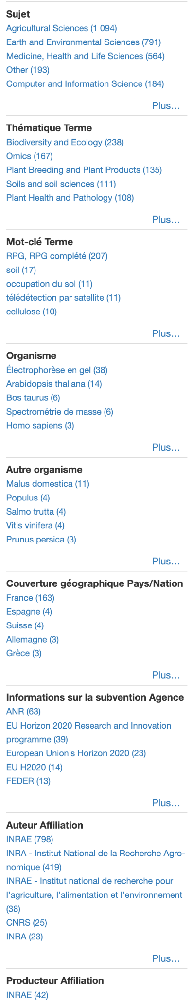 Sujet
Agricultural Sciences (1 094)
Earth and Environmental Sciences (791)
Medicine, Health and Life Sciences (564)
Other (193)
Computer and Information Science (184)
Plus...
Thématique Terme
Biodiversity and Ecology (238)
Omics (167)
Plant Breeding and Plant Products (135)
Soils and soil sciences (111)
Plant Health and Pathology (108)
Plus...
Mot-clé Terme
RPG, RPG complété (207)
soil (17)
occupation du sol (11)
télédétection par satellite (11)
cellulose (10)
Plus...
Organisme
Électrophorèse en gel (38)
Arabidopsis thaliana (14)
Bos taurus (6)
Spectrométrie de masse (6)
Homo sapiens (3)
Plus...
Autre organisme
Malus domestica (11)
Populus (4)
Salmo trutta (4)
Vitis vinifera (4)
Prunus persica (3)
Plus...
Couverture géographique Pays/Nation
France (163)
Espagne (4)
Suisse (4)
Allemagne (3)
Grèce (3)
Plus...
Informations sur la subvention Agence
ANR (63)
EU Horizon 2020 Research and Innovation
programme (39)
European Union’s Horizon 2020 (23)
EU H2020 (14)
FEDER (13)
Plus...
Auteur Affiliation
INRAE (798)
INRA - Institut National de la Recherche Agro-
nomique (419)
INRAE - Institut national de recherche pour
l’agriculture, l’alimentation et l’environnement
(38)
CNRS (25)
INRA (23)
Plus...
Producteur Affiliation
INRAE (42)